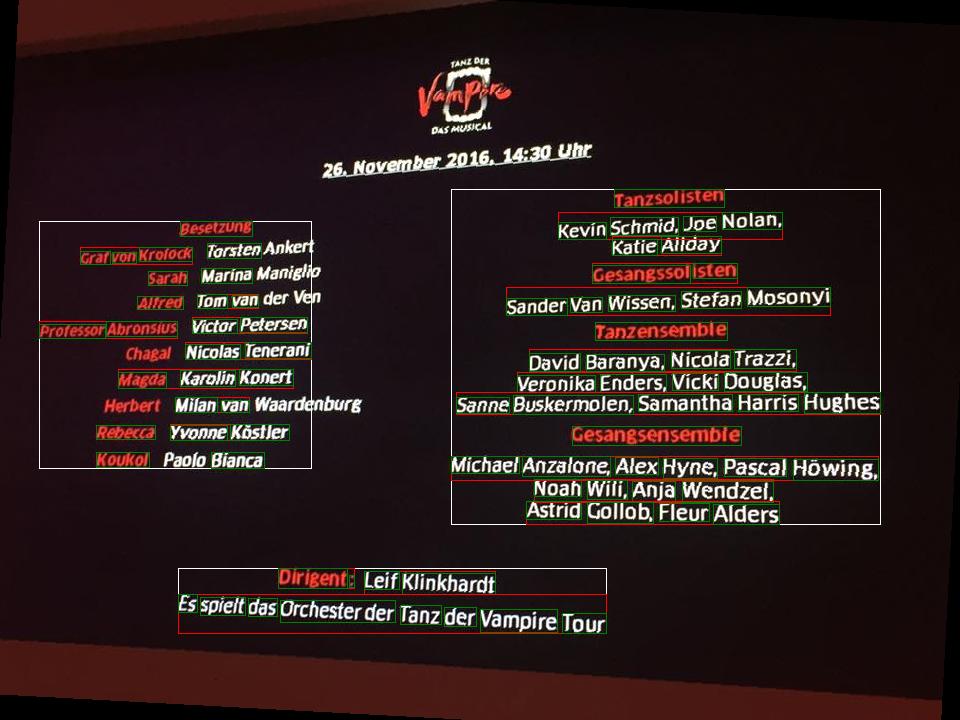 TANZ DER
Vampire
DAS MUSICAL
26. November 2016, 14:30 Uhr
Besetzung
Graf von Krolock Torsten Ankert
Sarah Marina Maniglio
Alfred Tom van der Ven
Professor Abronsius Victor Petersen
Chagal Nicolas Tenerani
Magda Karolin Konert
Herbert Milan van Waardenburg
Rebecca Yvonne Köstler
Koukol Paolo Bianca
Tanzsolisten
Kevin Schmid, Joe Nolan,
Katie Allday
Gesangssolisten
Sander Van Wissen, Stefan Mosonyi
Tanzensemble
David Baranya, Nicola Trazzi,
Veronika Enders, Vicki Douglas,
Sanne Buskermolen, Samantha Harris Hughes
Gesangsensemble
Michael Anzalone, Alex Hyne, Pascal Höwing,
Noah Wili, Anja Wendzel,
Astrid Gollob, Fleur Alders
Dirigent: Leif Klinkhardt
Es spielt das Orchester der Tanz der Vampire Tour